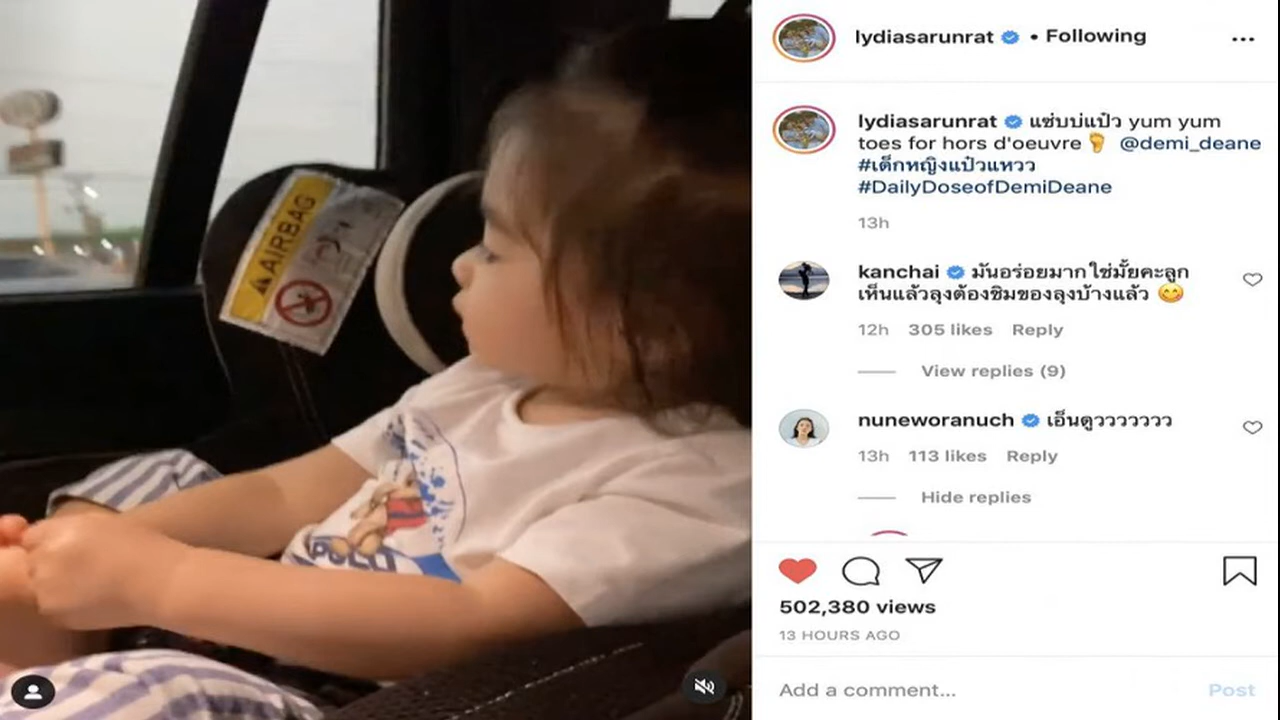 lydiasarunrat • Following
lydiasarunrat แซ่บบ่แป๋ว yum yum
toes for hors d'oeuvre 🦶 @demi_deane
#เด็กหญิงแป๋วแหวว
#DailyDoseofDemiDeane
13h
kanchai มันอร่อยมากใช่มั้ยคะลูก
เห็นแล้วลุงต้องชิมของลุงบ้างแล้ว 😋
12h 305 likes Reply
View replies (9)
nuneworanuch เอ็นดูววววววว
13h 113 likes Reply
Hide replies
502,380 views
13 HOURS AGO
Add a comment... Post
AIRBAG
POLO